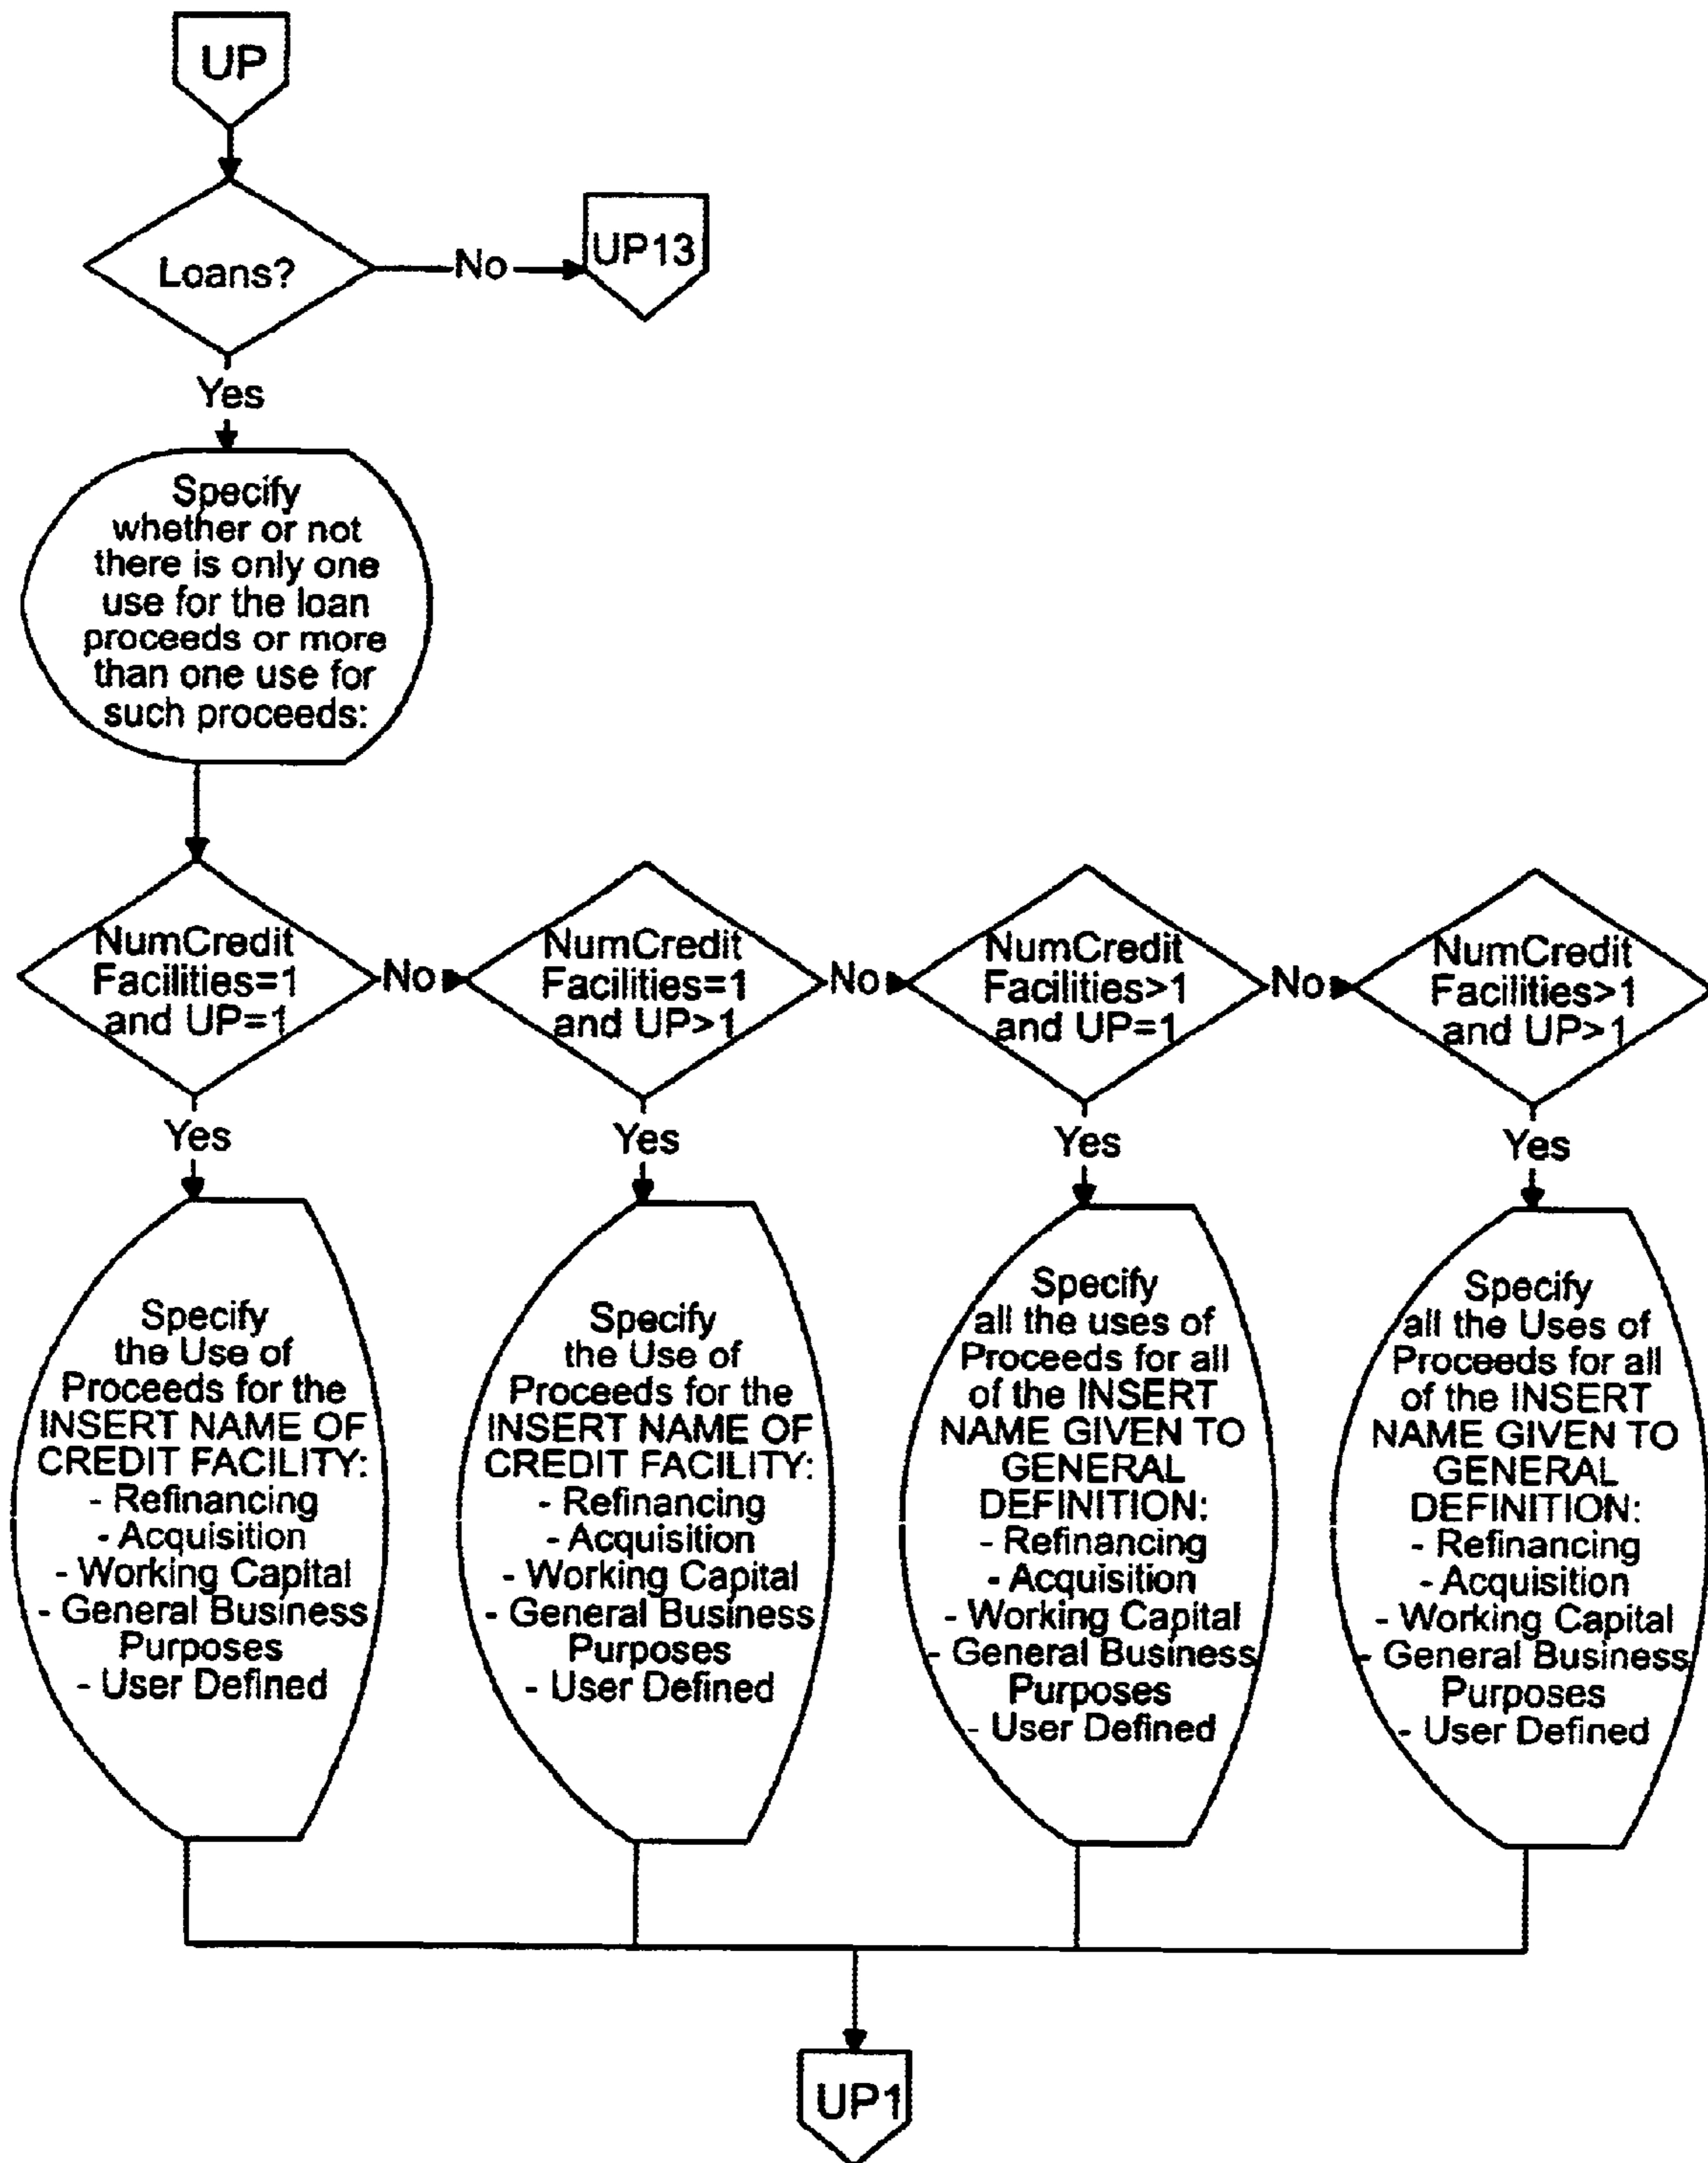 UP
Loans?
No
UP13
Yes
Specify
whether or not
there is only one
use for the loan
proceeds or more
than one use for
such proceeds:
NumCredit
Facilities=1
and UP=1
No
NumCredit
Facilities=1
and UP>1
No
NumCredit
Facilities>1
and UP=1
No
NumCredit
Facilities>1
and UP>1
Yes
Yes
Yes
Yes
Specify
the Use of
Proceeds for the
INSERT NAME OF
CREDIT FACILITY:
- Refinancing
- Acquisition
- Working Capital
- General Business
Purposes
- User Defined
Specify
the Use of
Proceeds for the
INSERT NAME OF
CREDIT FACILITY:
- Refinancing
- Acquisition
- Working Capital
- General Business
Purposes
- User Defined
Specify
all the uses of
Proceeds for all
of the INSERT
NAME GIVEN TO
GENERAL
DEFINITION:
- Refinancing
- Acquisition
- Working Capital
- General Business
Purposes
- User Defined
Specify
all the Uses of
Proceeds for all
of the INSERT
NAME GIVEN TO
GENERAL
DEFINITION:
- Refinancing
- Acquisition
- Working Capital
- General Business
Purposes
- User Defined
UP1